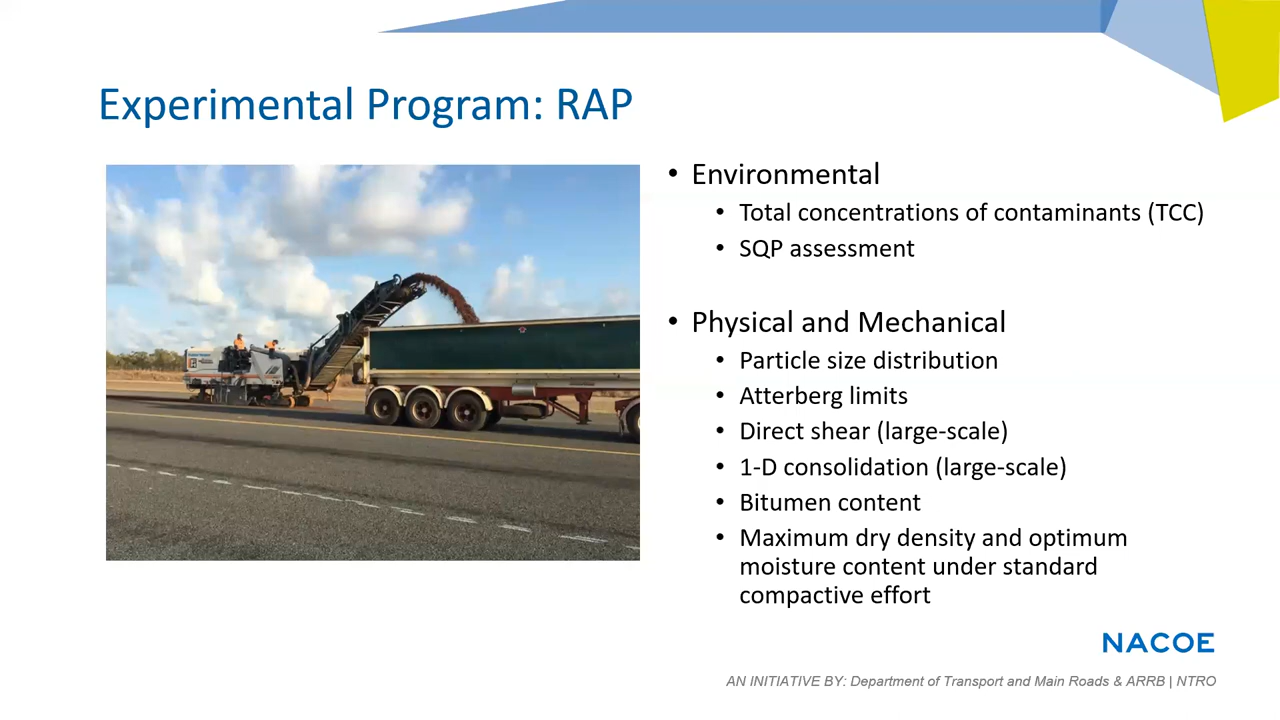 Experimental Program: RAP
• Environmental
• Total concentrations of contaminants (TCC)
• SQP assessment
• Physical and Mechanical
• Particle size distribution
• Atterberg limits
• Direct shear (large-scale)
• 1-D consolidation (large-scale)
• Bitumen content
• Maximum dry density and optimum
moisture content under standard
compactive effort
NACOE
AN INITIATIVE BY: Department of Transport and Main Roads & ARRB | NTRO